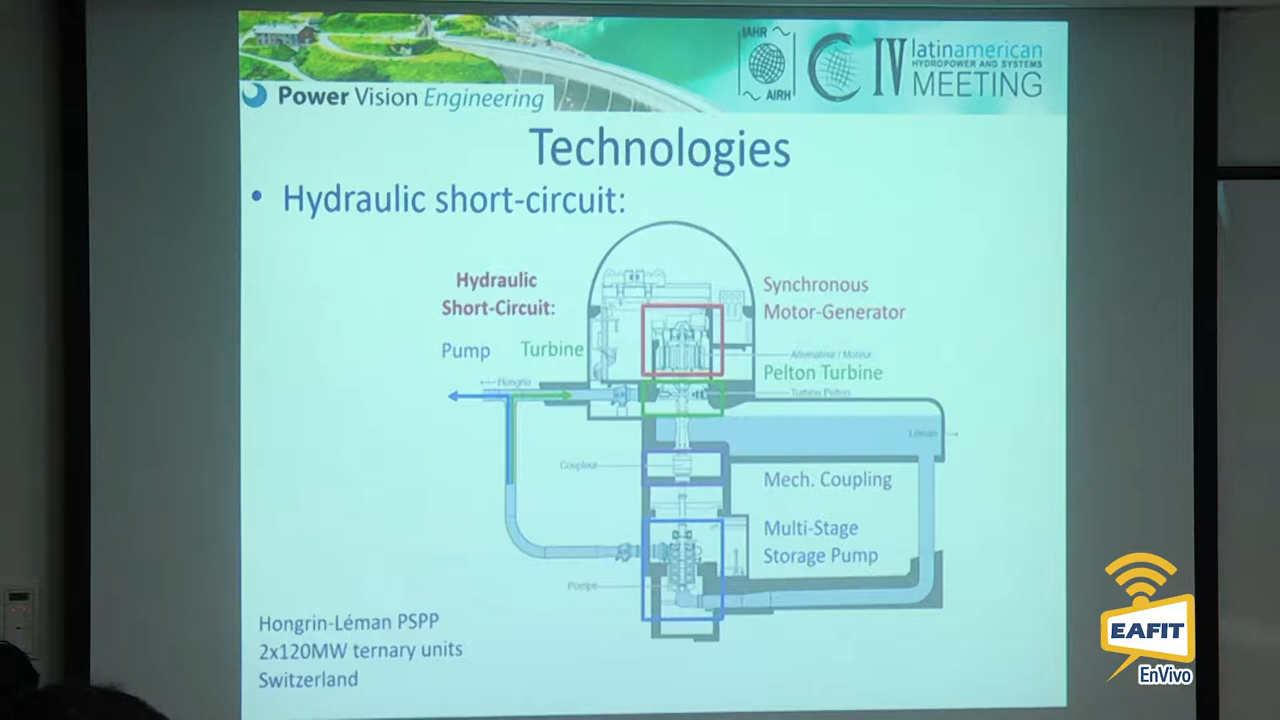 IAHR
AIRH
IV
latinamerican
HYDROPOWER AND SYSTEMS
MEETING
Power Vision Engineering
Technologies
• Hydraulic short-circuit:
Hydraulic
Short-Circuit:
Pump
Turbine
Synchronous
Motor-Generator
Alternateur / Moteur
Pelton Turbine
Turbine Pelton
Hongrin
Léman
Coupleur
Mech. Coupling
Multi-Stage
Storage Pump
Pompe
Hongrin-Léman PSPP
2x120MW ternary units
Switzerland
EAFIT
EnVivo